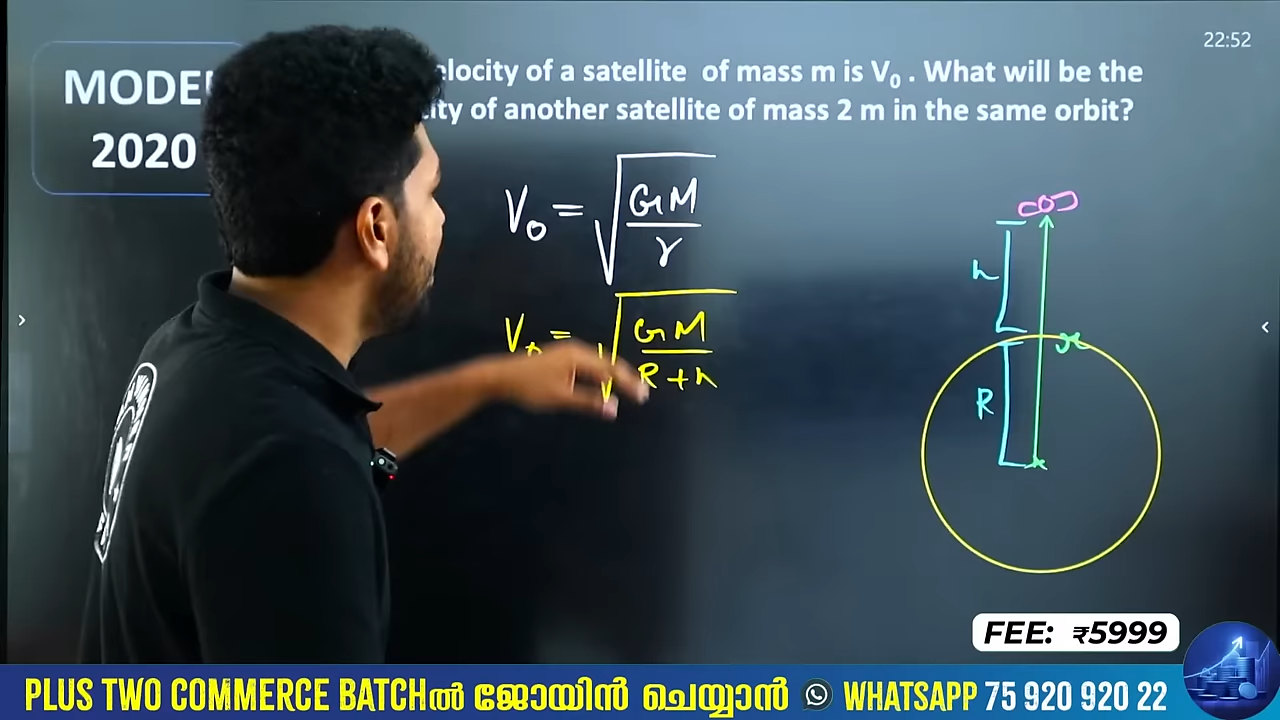 22:52
MODE
2020
elocity of a satellite of mass m is V₀ . What will be the
city of another satellite of mass 2 m in the same orbit?
V₀ = √(GM/r)
V₀ = √(GM/(R+h))
h
R
FEE: ₹5999
PLUS TWO COMMERCE BATCHൽ ജോയിൻ ചെയ്യാൻ WHATSAPP 75 920 920 22